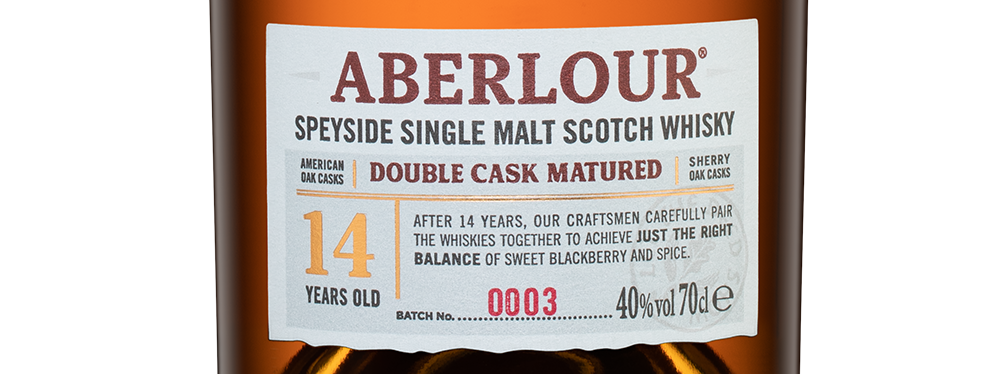 ABERLOUR®
SPEYSIDE SINGLE MALT SCOTCH WHISKY
AMERICAN
OAK CASKS
DOUBLE CASK MATURED
SHERRY
OAK CASKS
14
YEARS OLD
AFTER 14 YEARS, OUR CRAFTSMEN CAREFULLY PAIR
THE WHISKIES TOGETHER TO ACHIEVE JUST THE RIGHT
BALANCE OF SWEET BLACKBERRY AND SPICE.
BATCH No. 0003
40%vol 70cl e